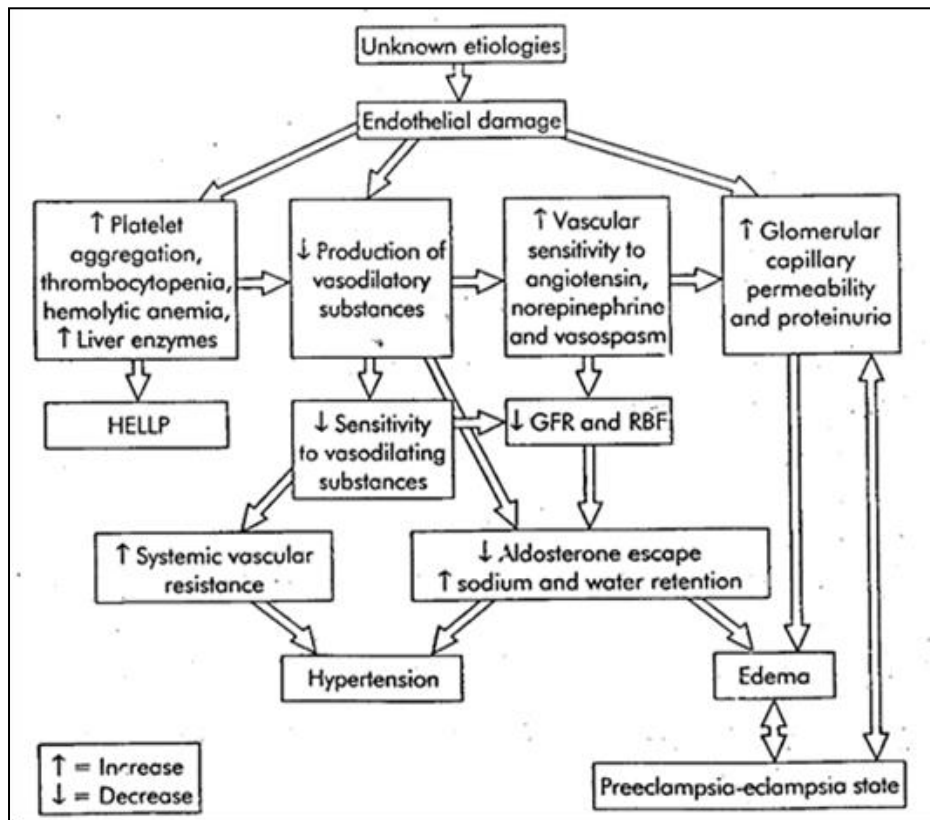 Unknown etiologies
Endothelial damage
↑ Platelet
aggregation,
thrombocytopenia,
hemolytic anemia,
↑ Liver enzymes
↓ Production of
vasodilatory
substances
↑ Vascular
sensitivity to
angiotensin,
norepinephrine
and vasospasm
↑ Glomerular
capillary
permeability
and proteinuria
HELLP
↓ Sensitivity
to vasodilating
substances
↓ GFR and RBF
↑ Systemic vascular
resistance
↓ Aldosterone escape
↑ sodium and water retention
Hypertension
Edema
↑ = Increase
↓ = Decrease
Preeclampsia-eclampsia state